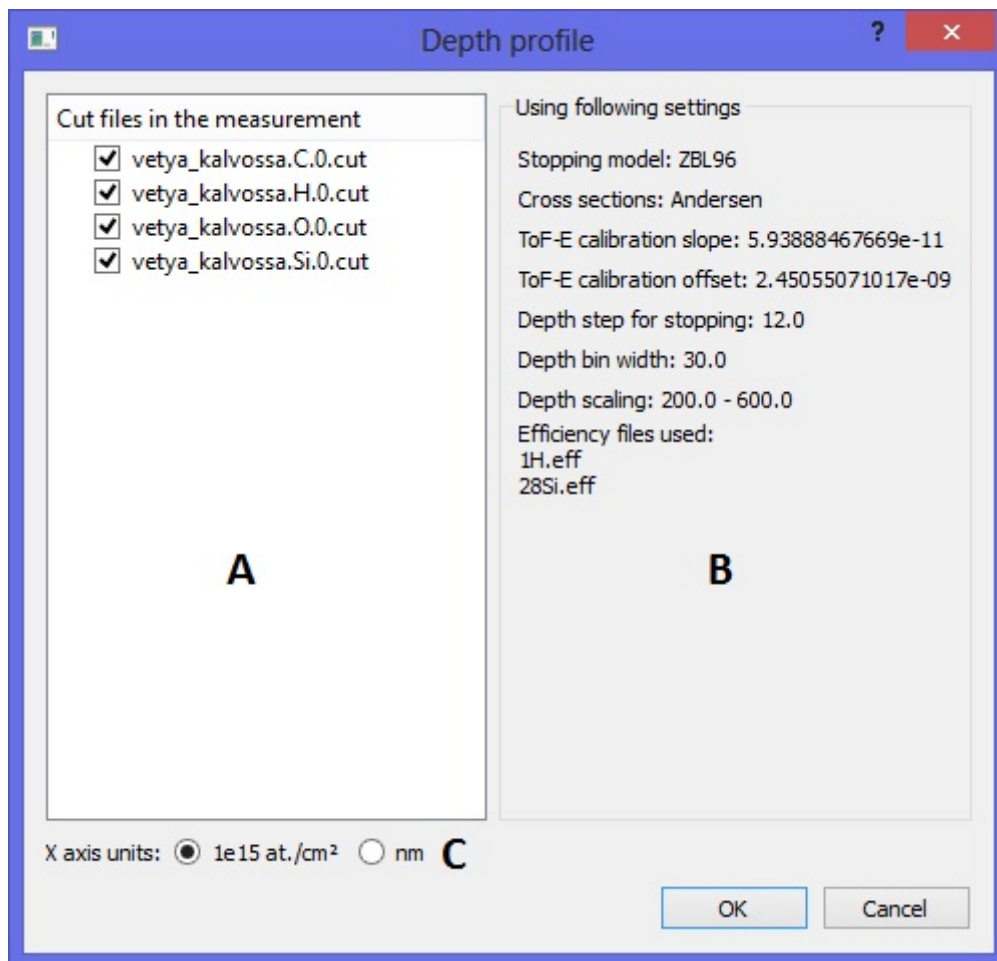 Depth profile
Cut files in the measurement
vetya_kalvossa.C.0.cut
vetya_kalvossa.H.0.cut
vetya_kalvossa.O.0.cut
vetya_kalvossa.Si.0.cut
A
Using following settings
Stopping model: ZBL96
Cross sections: Andersen
ToF-E calibration slope: 5.93888467669e-11
ToF-E calibration offset: 2.45055071017e-09
Depth step for stopping: 12.0
Depth bin width: 30.0
Depth scaling: 200.0 - 600.0
Efficiency files used:
1H.eff
28Si.eff
B
X axis units: 1e15 at./cm² nm C
OK Cancel